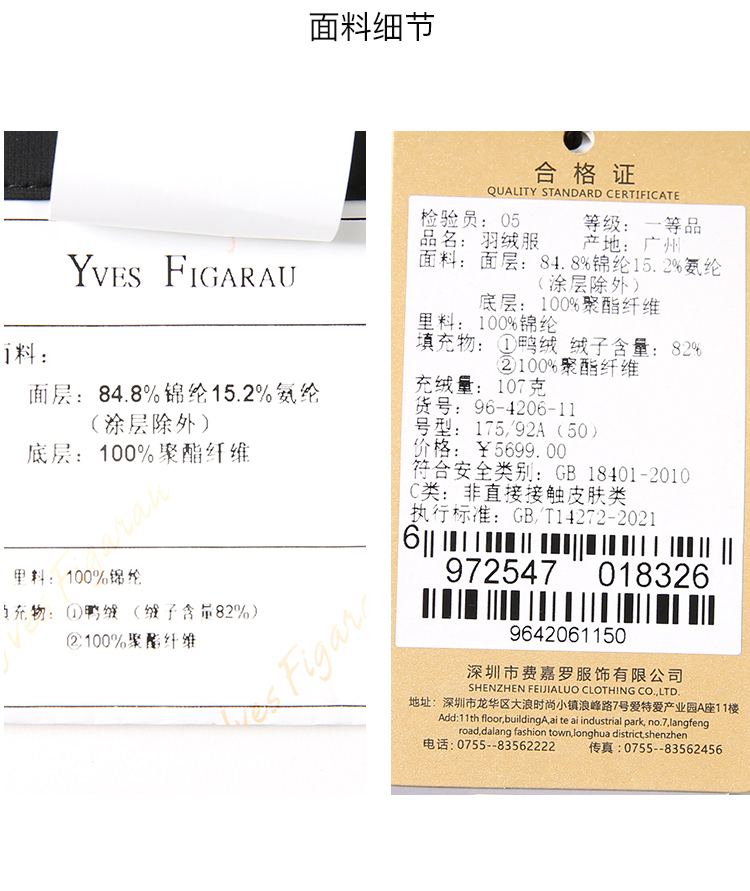 面料细节
YVES FIGARAU
面料：
面层：84.8%锦纶15.2%氨纶
（涂层除外）
底层：100%聚酯纤维
里料：100%锦纶
填充物：①鸭绒（绒子含量82%）
②100%聚酯纤维
Yves Figarau
Yves Figarau
合格证
QUALITY STANDARD CERTIFICATE
检验员：05 等级：一等品
品名：羽绒服 产地：广州
面料：面层：84.8%锦纶15.2%氨纶
（涂层除外）
底层：100%聚酯纤维
里料：100%锦纶
填充物：①鸭绒 绒子含量：82%
②100%聚酯纤维
充绒量：107克
货号：96-4206-11
号型：175/92A（50）
价格：￥5699.00
符合安全类别：GB 18401-2010
C类：非直接接触皮肤类
执行标准：GB/T14272-2021
6 972547 018326
9642061150
深圳市费嘉罗服饰有限公司
SHENZHEN FEIJIALUO CLOTHING CO.,LTD.
地址：深圳市龙华区大浪时尚小镇浪峰路7号爱特爱产业园A座11楼
Add:11th floor,buildingA,ai te ai industrial park, no.7,langfeng
road,dalang fashion town,longhua district,shenzhen
电话：0755-83562222 传真：0755-83562456